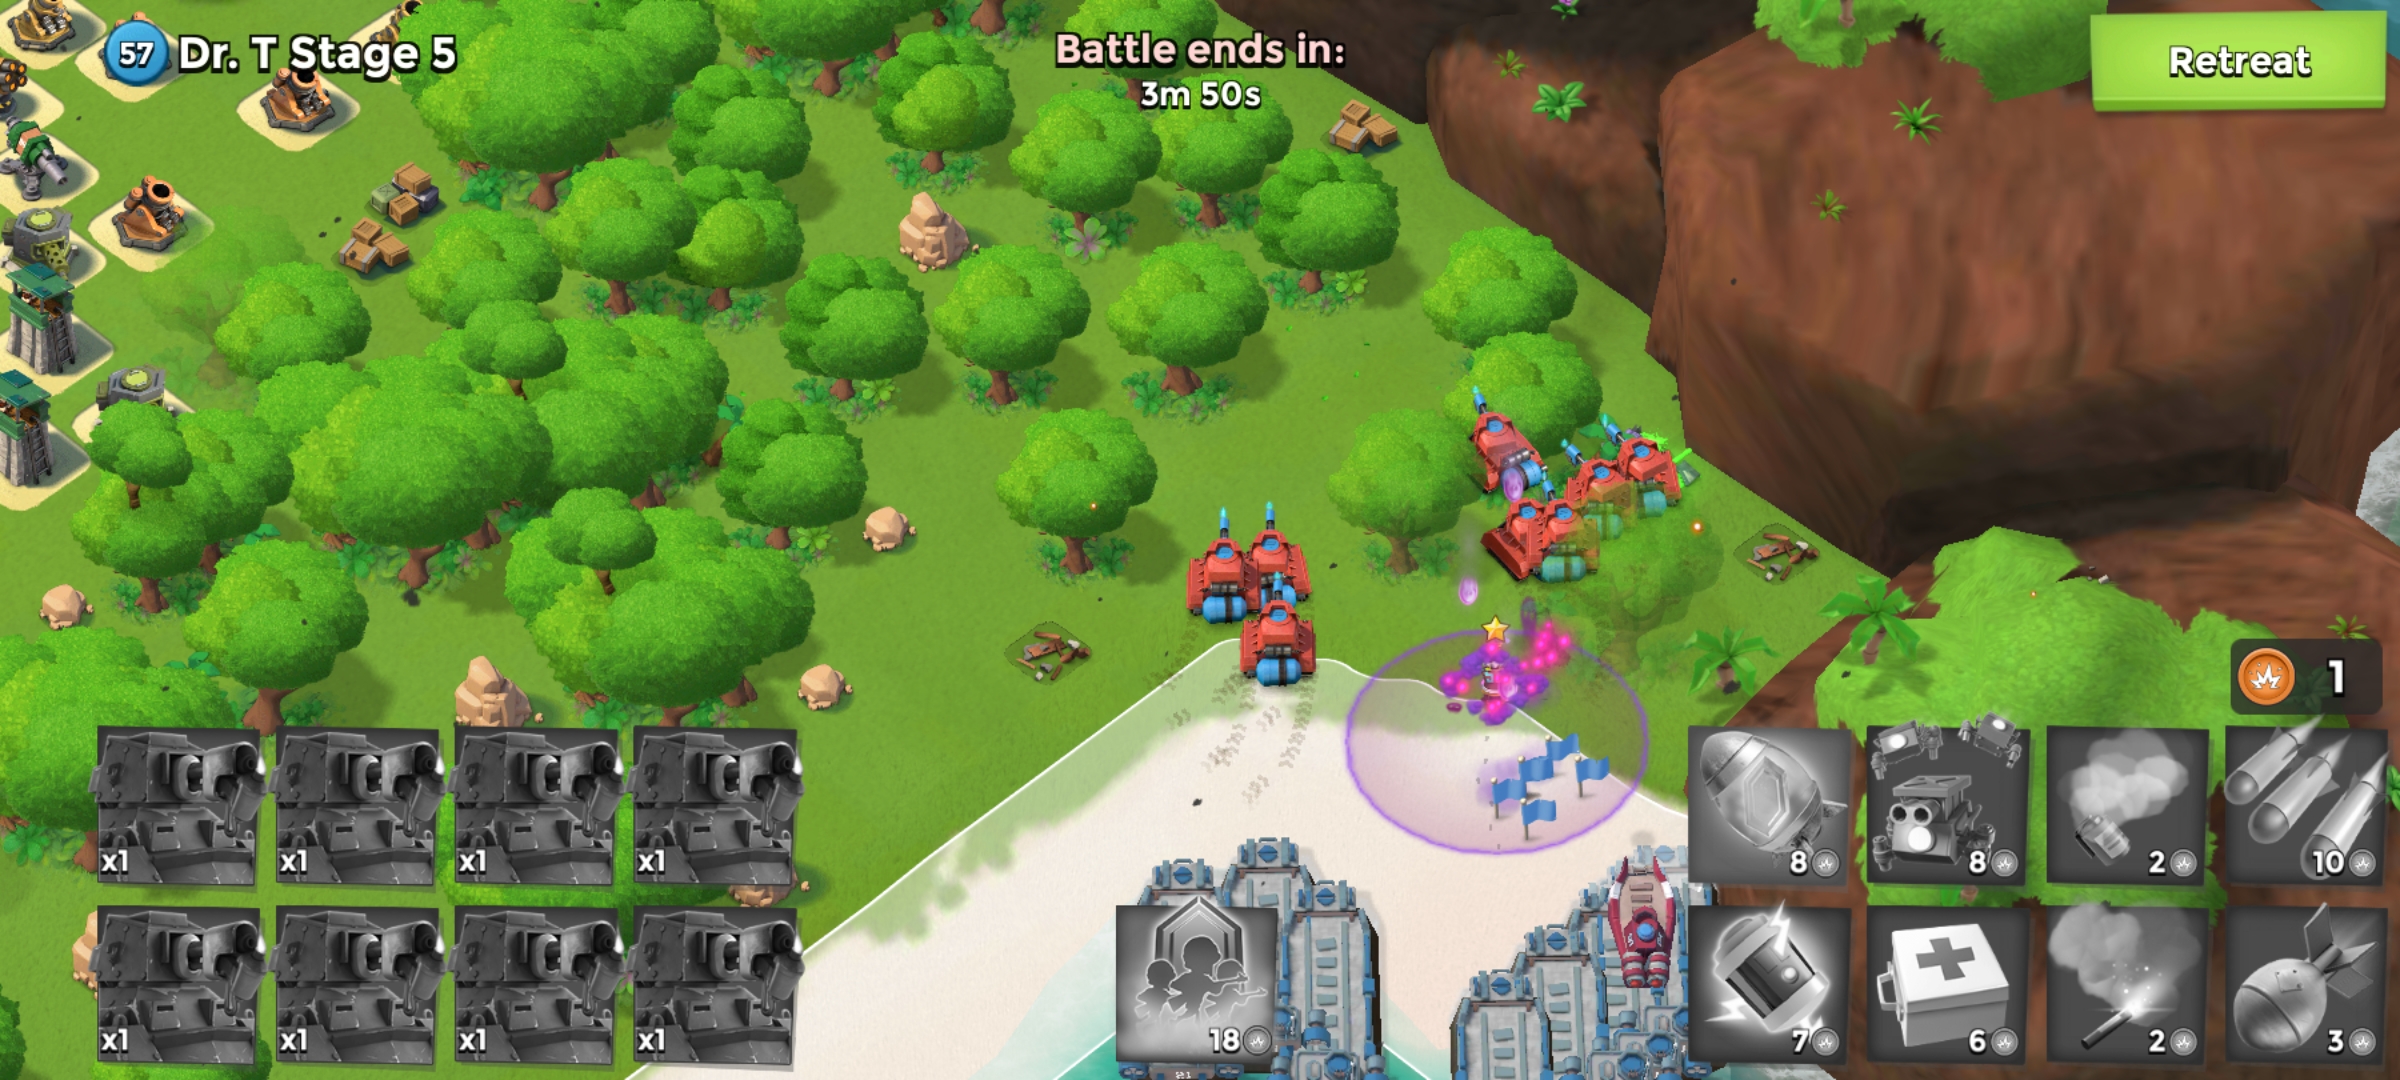 57 Dr. T Stage 5
Battle ends in:
3m 50s
Retreat
1
x1 x1 x1 x1
8 8 2 10
x1 x1 x1 x1
18
7 6 2 3